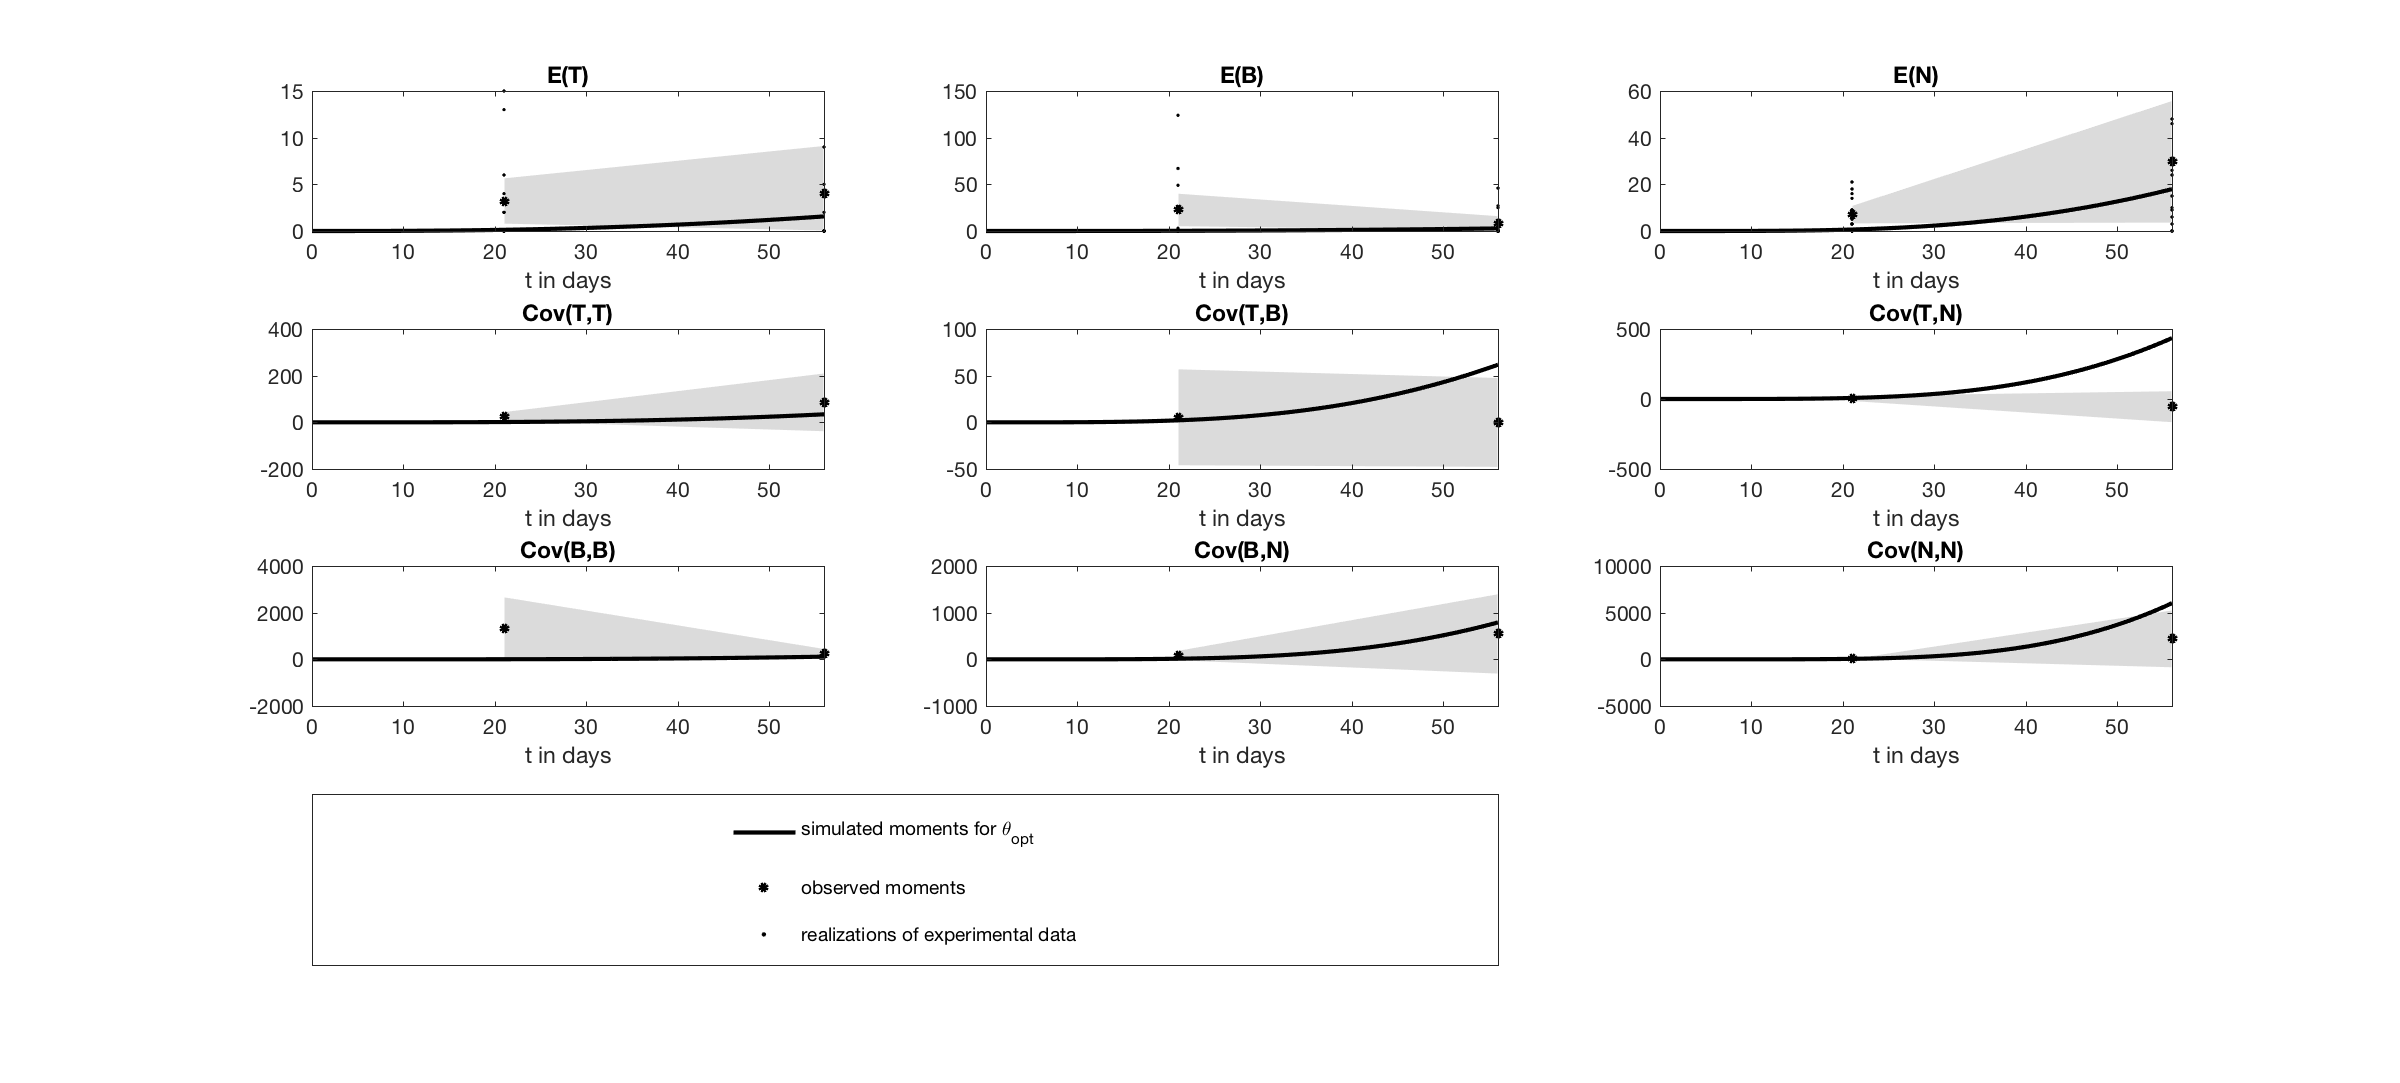 E(T) E(B) E(N)
15 150 60
10 100 40
5 50 20
0 0 0
0 10 20 30 40 50 0 10 20 30 40 50 0 10 20 30 40 50
t in days t in days t in days
Cov(T,T) Cov(T,B) Cov(T,N)
400 100 500
200 50 0
0 0 -500
-200 -50
0 10 20 30 40 50 0 10 20 30 40 50 0 10 20 30 40 50
t in days t in days t in days
Cov(B,B) Cov(B,N) Cov(N,N)
4000 2000 10000
2000 1000 5000
0 0 0
-2000 -1000 -5000
0 10 20 30 40 50 0 10 20 30 40 50 0 10 20 30 40 50
t in days t in days t in days
simulated moments for θopt
observed moments
realizations of experimental data